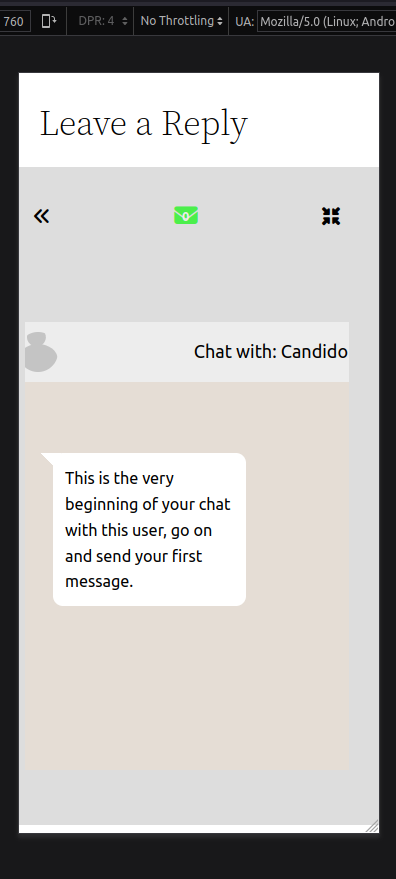 760 DPR: 4 No Throttling UA: Mozilla/5.0 (Linux; Andro
Leave a Reply
0
Chat with: Candido
This is the very
beginning of your chat
with this user, go on
and send your first
message.